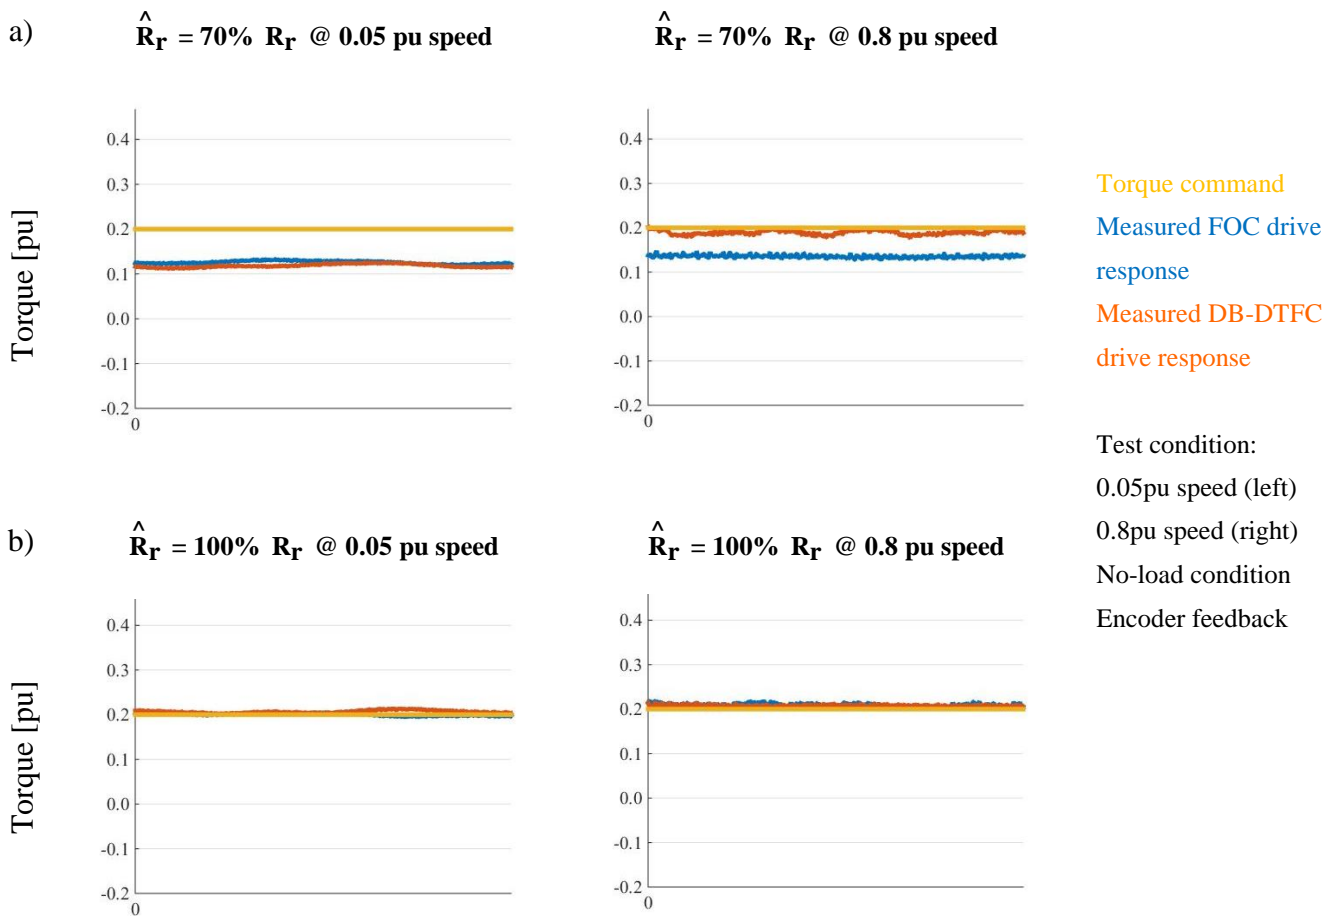 a)
R̂r = 70% Rr @ 0.05 pu speed
R̂r = 70% Rr @ 0.8 pu speed
Torque [pu]
0.4
0.3
0.2
0.1
0.0
-0.1
-0.2
0
0.4
0.3
0.2
0.1
0.0
-0.1
-0.2
0
Torque command
Measured FOC drive
response
Measured DB-DTFC
drive response
Test condition:
0.05pu speed (left)
0.8pu speed (right)
No-load condition
Encoder feedback
b)
R̂r = 100% Rr @ 0.05 pu speed
R̂r = 100% Rr @ 0.8 pu speed
Torque [pu]
0.4
0.3
0.2
0.1
0.0
-0.1
-0.2
0
0.4
0.3
0.2
0.1
0.0
-0.1
-0.2
0